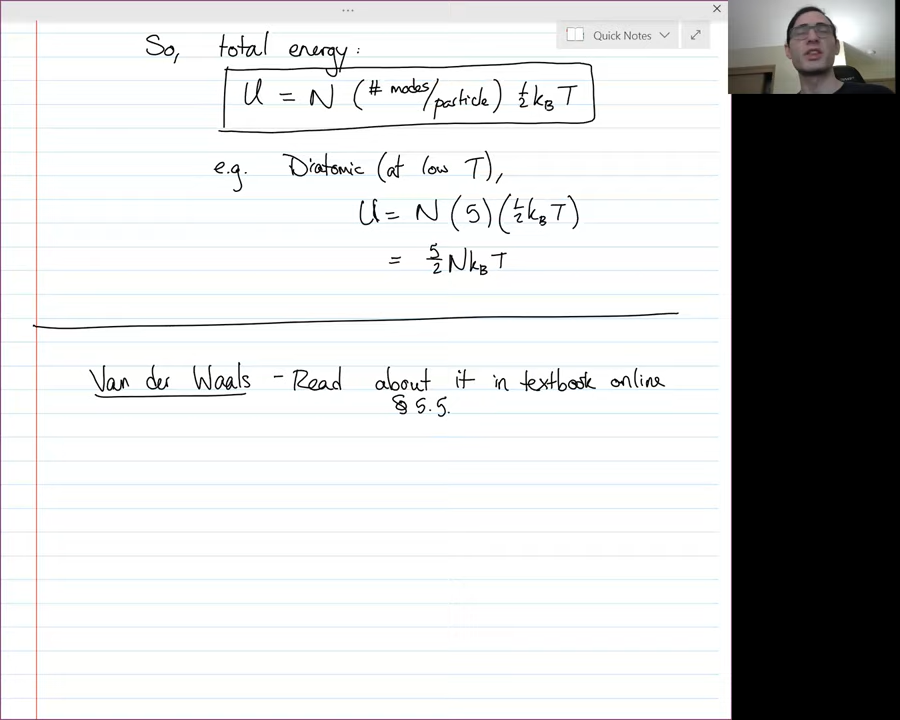 So, total energy:
Quick Notes
U = N (# modes/particle) ½ k_B T
e.g. Diatomic (at low T),
U = N (5) (½ k_B T)
= 5/2 N k_B T
Van der Waals - Read about it in textbook online
§ 5.5.